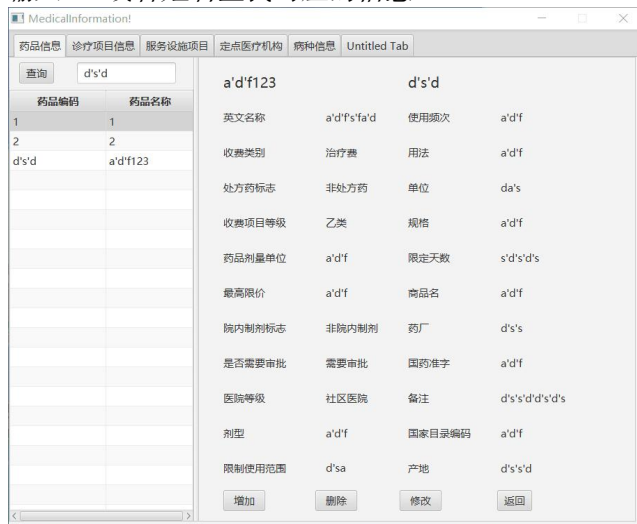 MedicalInformation!
药品信息 诊疗项目信息 服务设施项目 定点医疗机构 病种信息 Untitled Tab
查询 d's'd
药品编码 药品名称
1 1
2 2
d's'd a'd'f123
a'd'f123 d's'd
英文名称 a'd'f's'fa'd 使用频次 a'd'f
收费类别 治疗费 用法 a'd'f
处方药标志 非处方药 单位 da's
收费项目等级 乙类 规格 a'd'f
药品剂量单位 a'd'f 限定天数 s'd's'd's
最高限价 a'd'f 商品名 a'd'f
院内制剂标志 非院内制剂 药厂 d's's
是否需要审批 需要审批 国药准字 a'd'f
医院等级 社区医院 备注 d's's'd'd's'd's
剂型 a'd'f 国家目录编码 a'd'f
限制使用范围 d'sa 产地 d's's'd
增加 删除 修改 返回